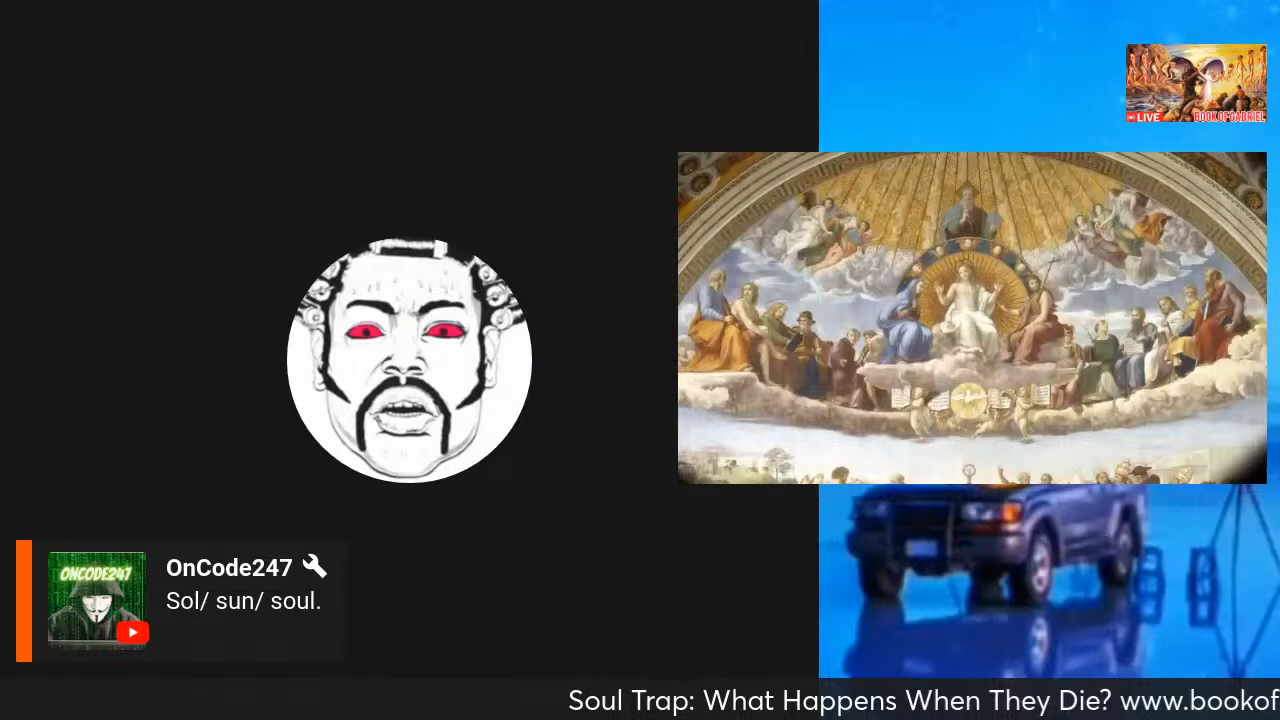 LIVE
BOOK OF GABRIEL
ONCODE247
OnCode247
Sol/ sun/ soul.
Soul Trap: What Happens When They Die? www.bookof